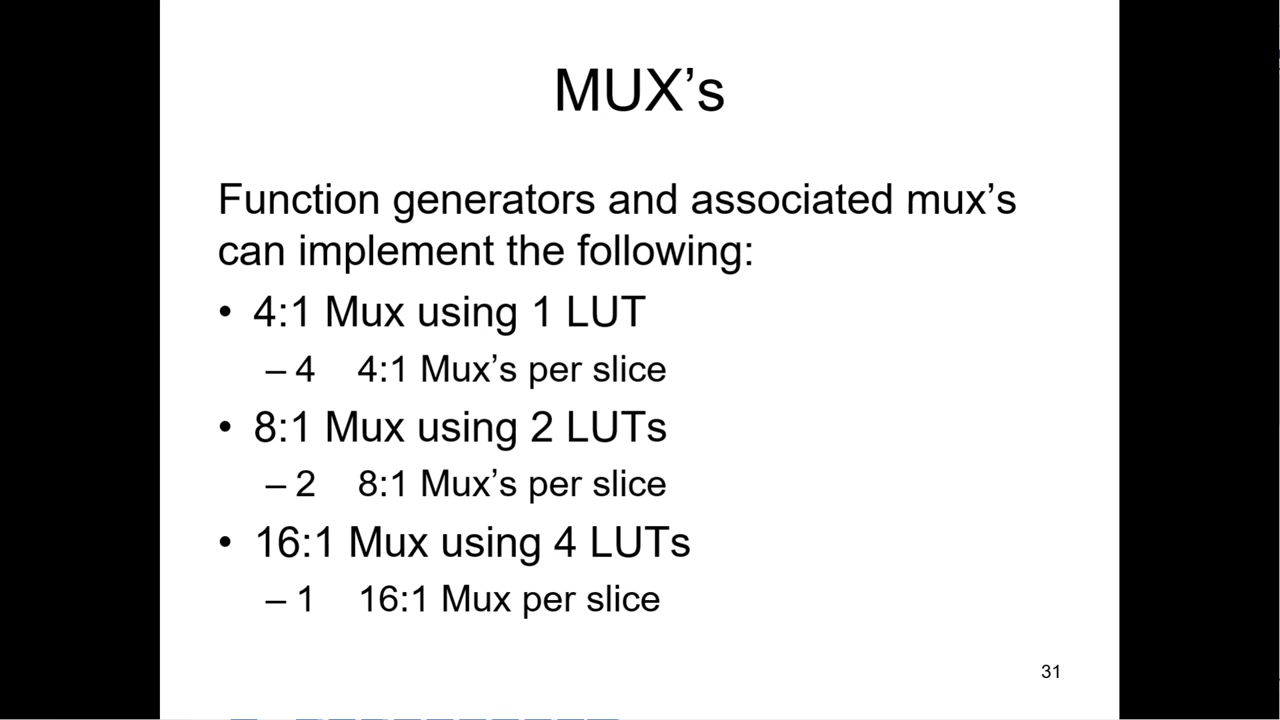 MUX’s
Function generators and associated mux’s
can implement the following:
• 4:1 Mux using 1 LUT
– 4 4:1 Mux’s per slice
• 8:1 Mux using 2 LUTs
– 2 8:1 Mux’s per slice
• 16:1 Mux using 4 LUTs
– 1 16:1 Mux per slice
31